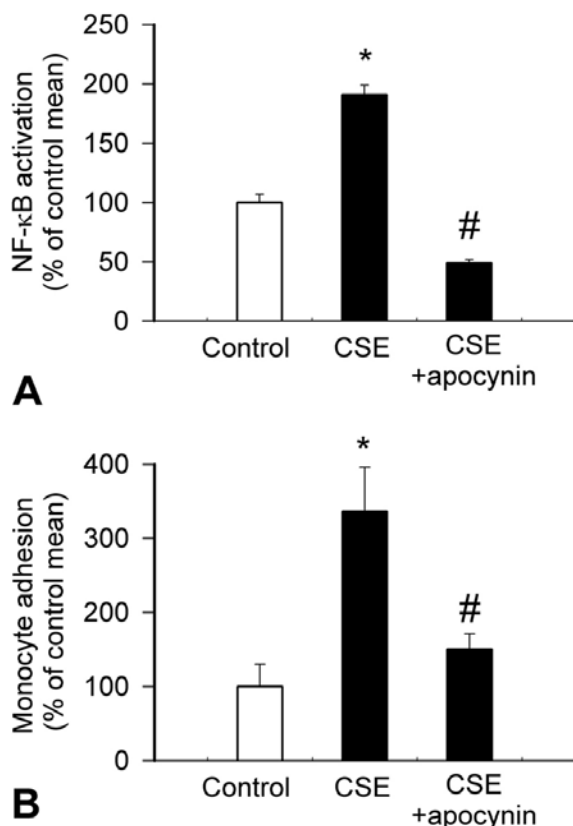 NF-κB activation
(% of control mean)
250
200
150
100
50
0
*
#
Control
CSE
CSE
+apocynin
A
Monocyte adhesion
(% of control mean)
400
300
200
100
0
*
#
Control
CSE
CSE
+apocynin
B